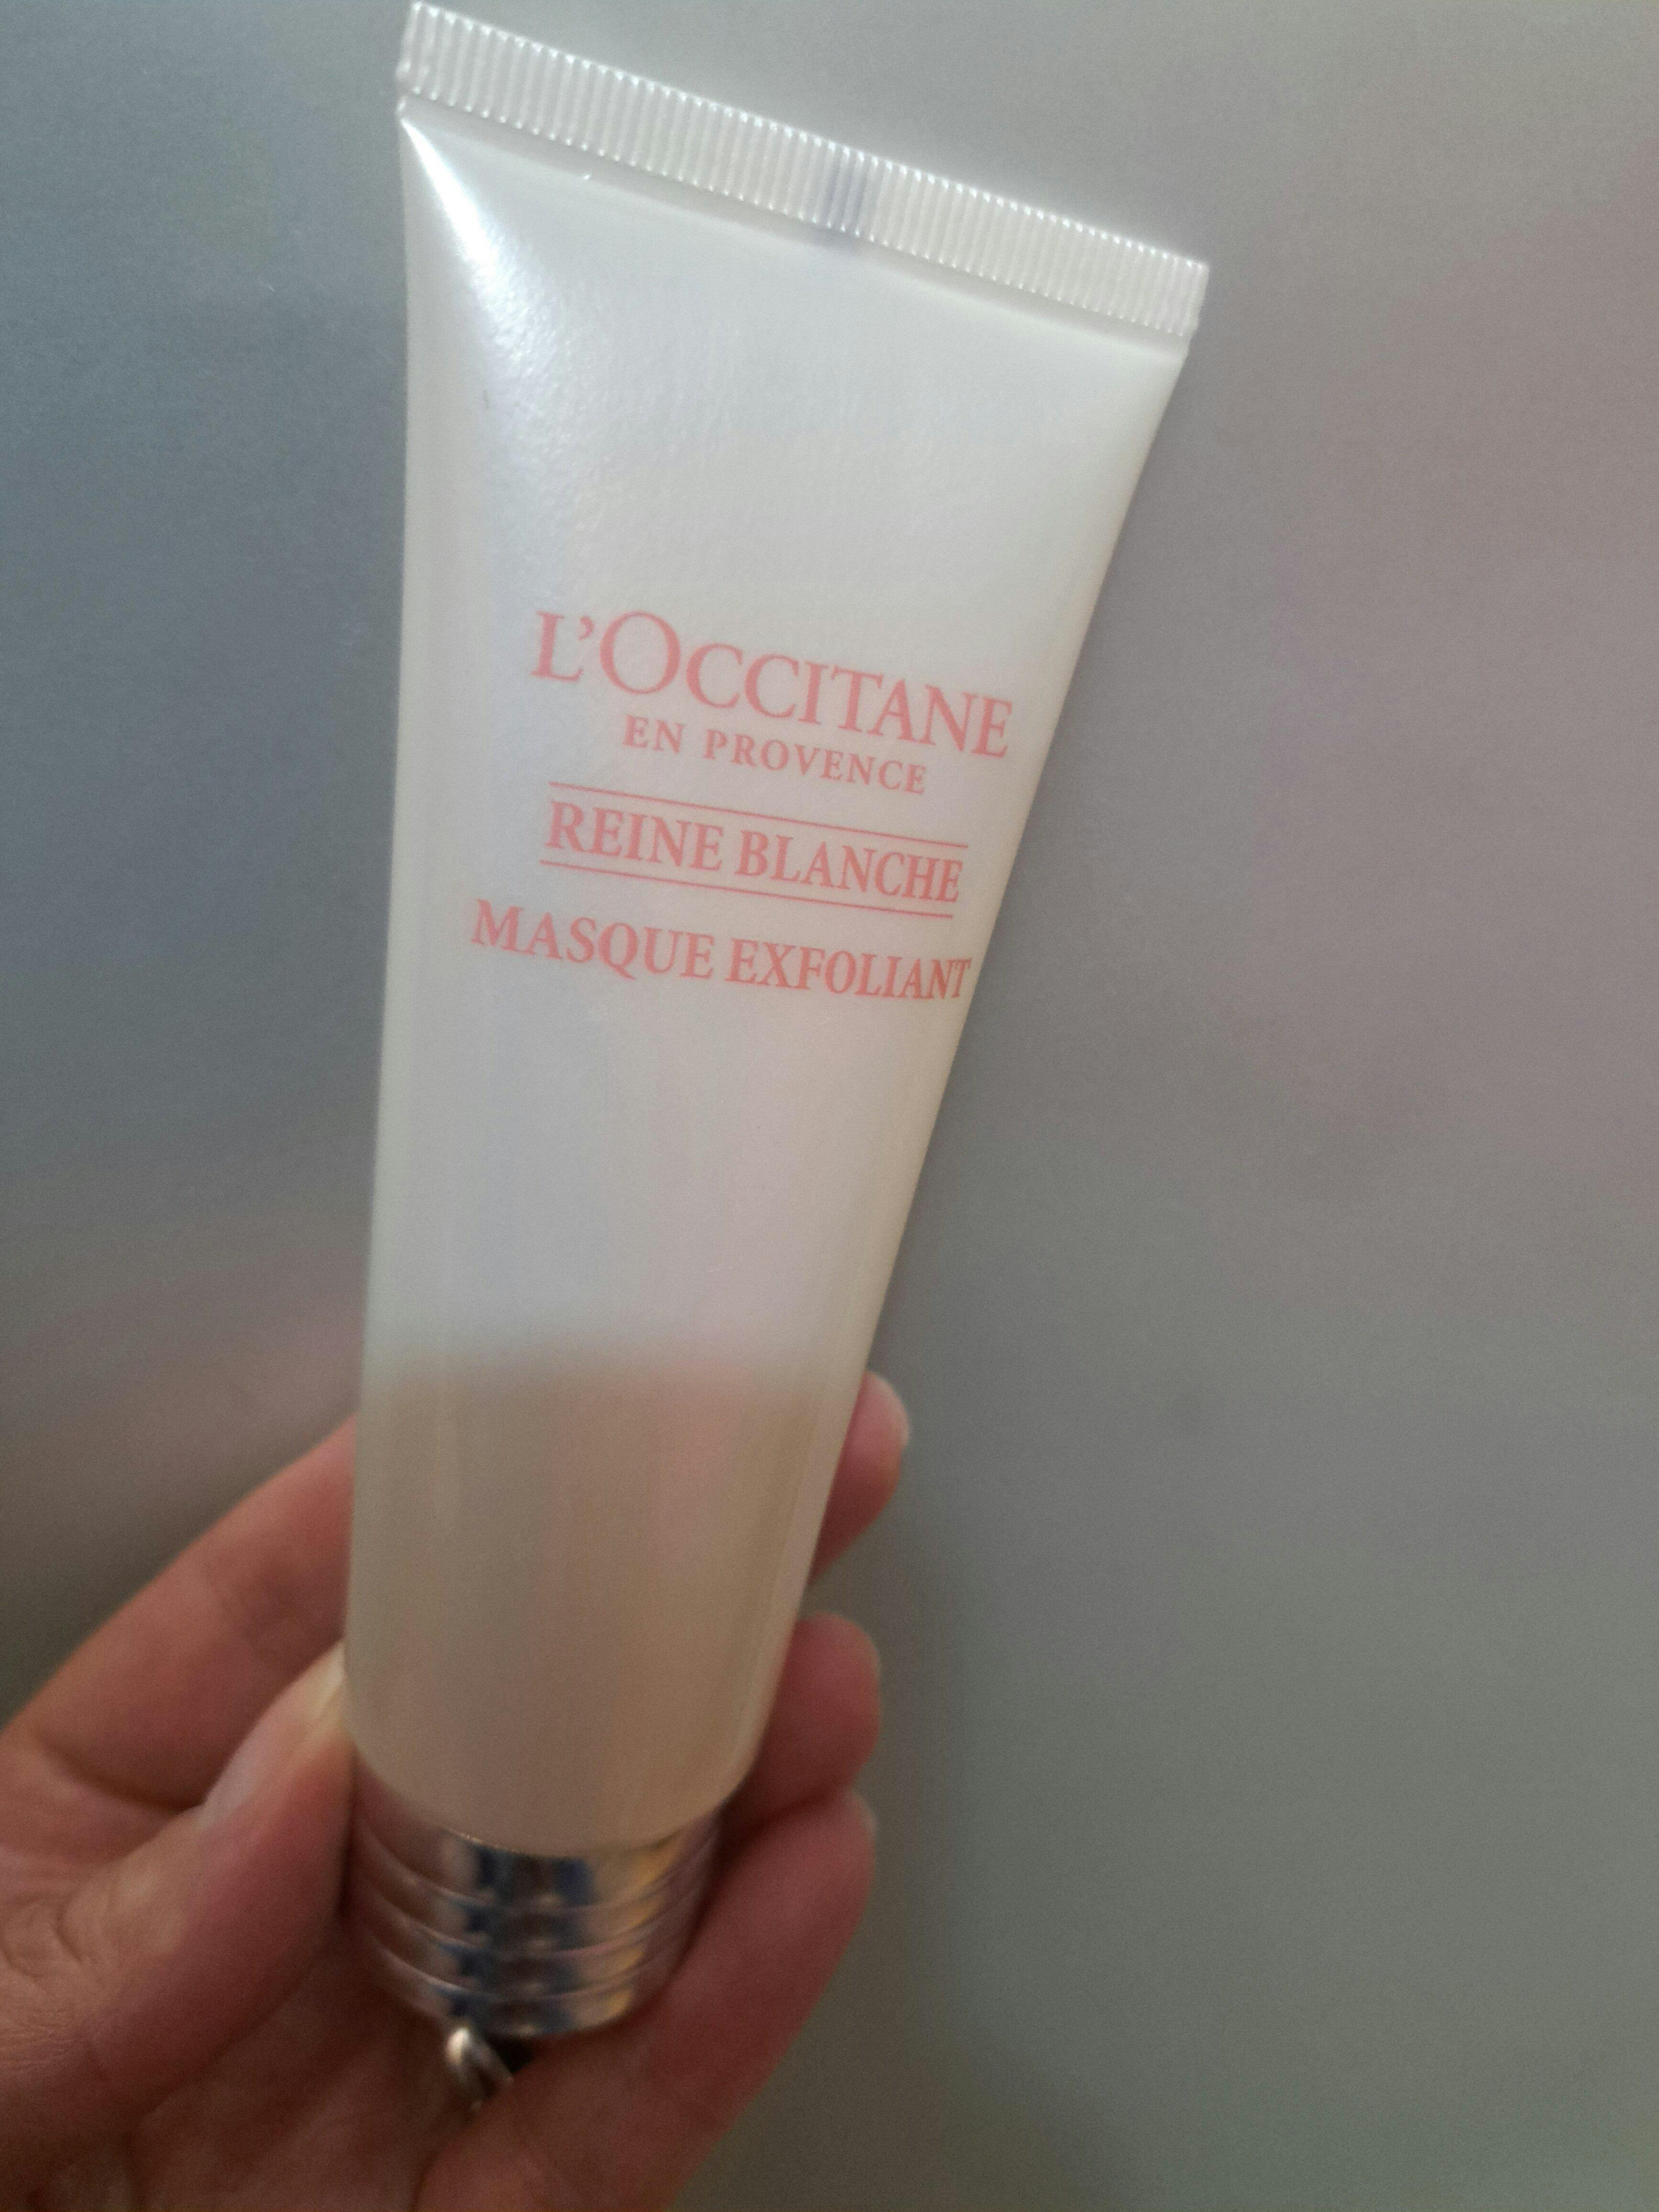 L'OCCITANE
EN PROVENCE
REINE BLANCHE
MASQUE EXFOLIANT